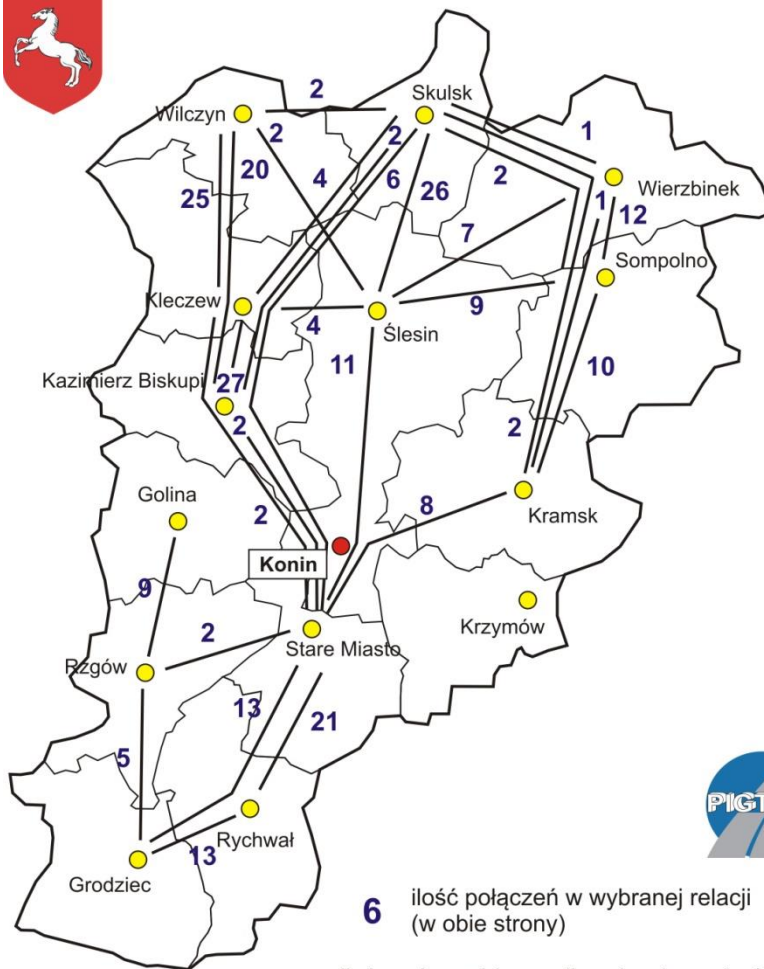 2
Skulsk
Wilczyn
2
2
1
20
4
6
26
2
Wierzbinek
25
1
12
7
Sompolno
Kleczew
9
4
Ślesin
11
Kazimierz Biskupi
27
10
2
2
Golina
2
8
Kramsk
Konin
9
Krzymów
2
Stare Miasto
Rzgów
13
21
5
Rychwał
13
Grodziec
PIGT
6 ilość połączeń w wybranej relacji
(w obie strony)